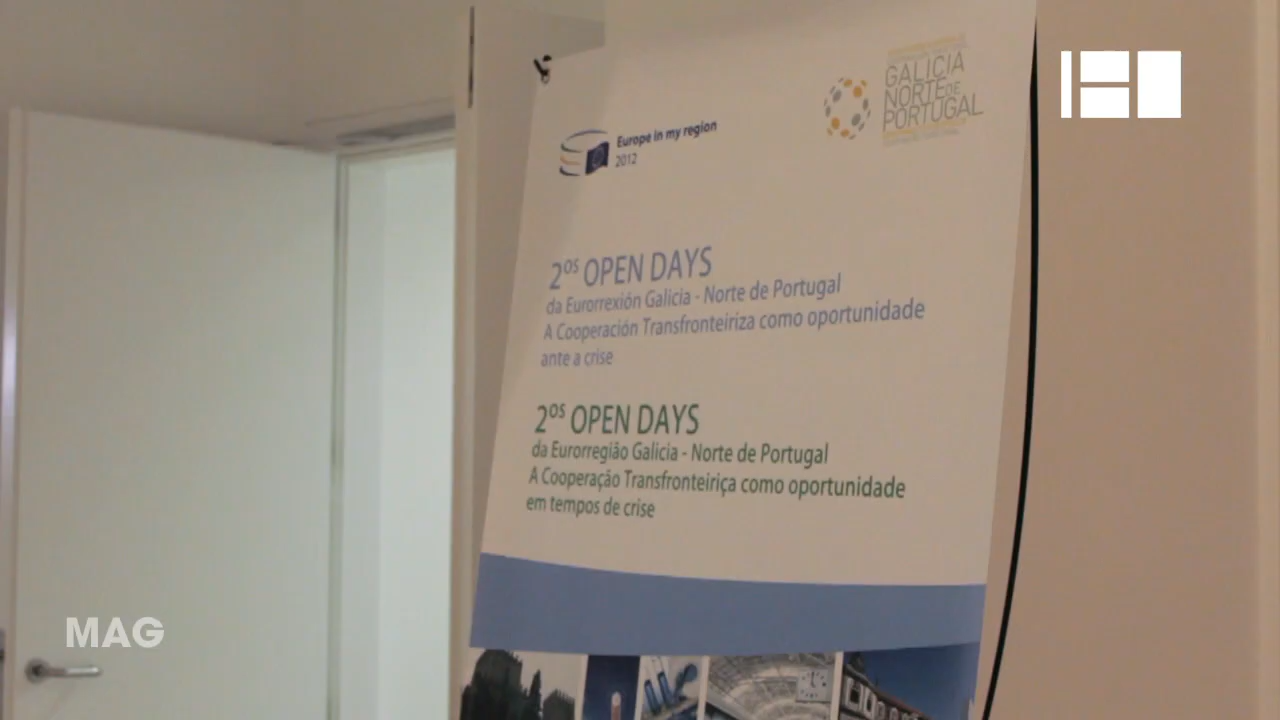 GALICIA
NORTE DE
PORTUGAL
Europe in my region
2012
2os OPEN DAYS
da Eurorrexión Galicia - Norte de Portugal
A Cooperación Transfronteiriza como oportunidade
ante a crise
2os OPEN DAYS
da Eurorregião Galicia - Norte de Portugal
A Cooperação Transfronteiriça como oportunidade
em tempos de crise
MAG